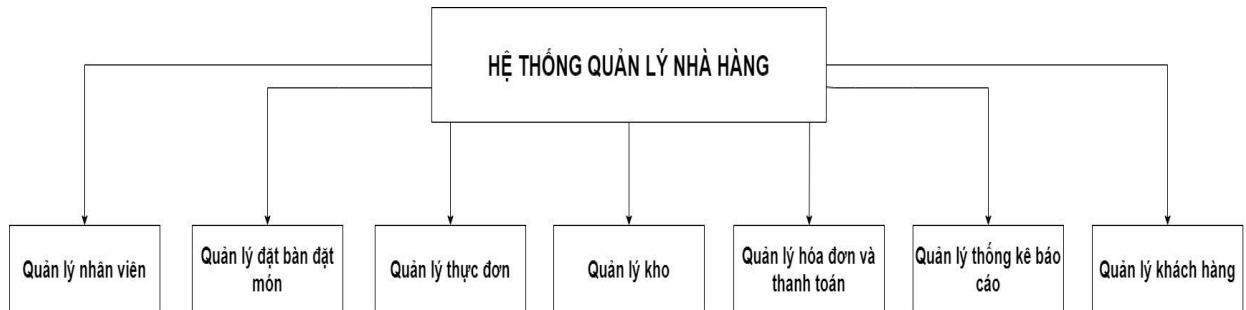 HỆ THỐNG QUẢN LÝ NHÀ HÀNG
Quản lý nhân viên
Quản lý đặt bàn đặt
món
Quản lý thực đơn
Quản lý kho
Quản lý hóa đơn và
thanh toán
Quản lý thống kê báo
cáo
Quản lý khách hàng